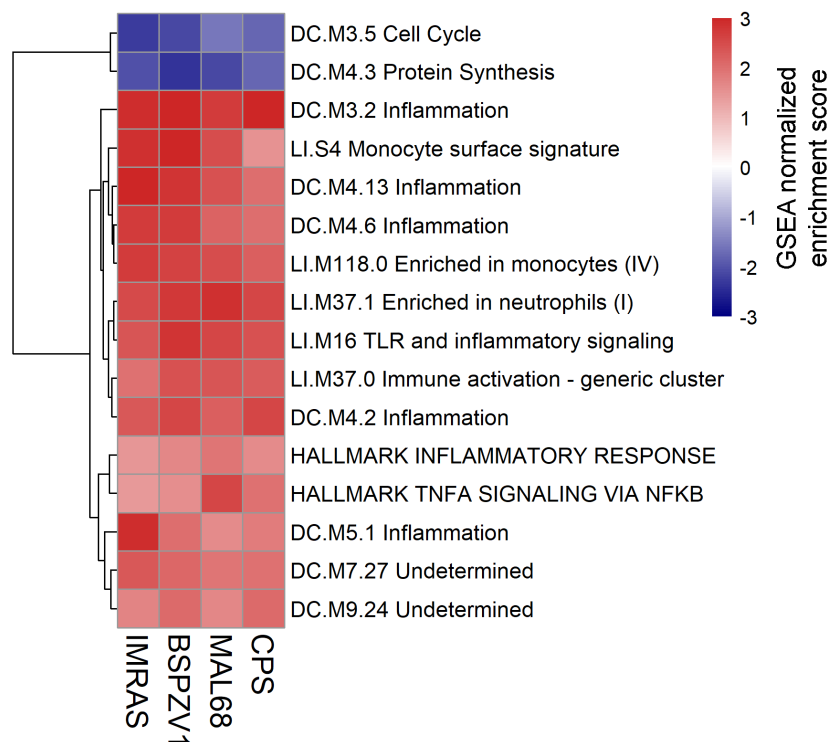 DC.M3.5 Cell Cycle
DC.M4.3 Protein Synthesis
DC.M3.2 Inflammation
LI.S4 Monocyte surface signature
DC.M4.13 Inflammation
DC.M4.6 Inflammation
LI.M118.0 Enriched in monocytes (IV)
LI.M37.1 Enriched in neutrophils (I)
LI.M16 TLR and inflammatory signaling
LI.M37.0 Immune activation - generic cluster
DC.M4.2 Inflammation
HALLMARK INFLAMMATORY RESPONSE
HALLMARK TNFA SIGNALING VIA NFKB
DC.M5.1 Inflammation
DC.M7.27 Undetermined
DC.M9.24 Undetermined
IMRAS
BSPZV1
MAL68
CPS
3
2
1
0
-1
-2
-3
GSEA normalized
enrichment score